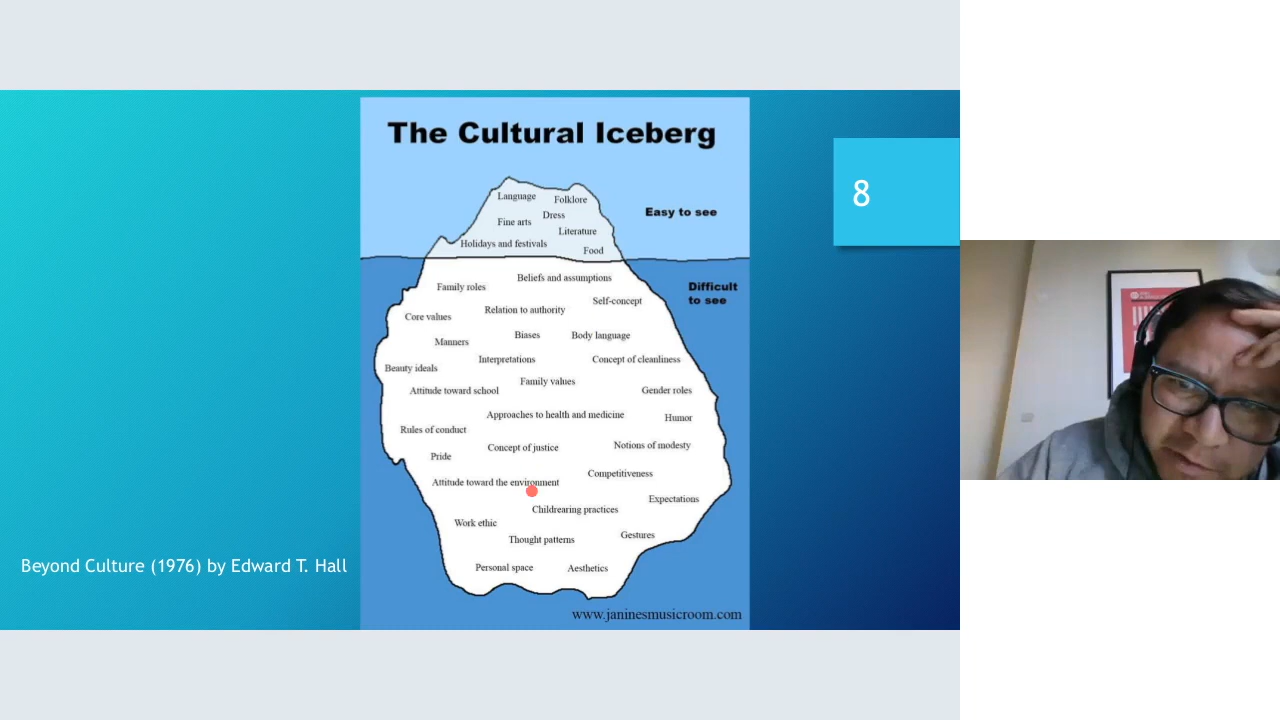 The Cultural Iceberg
8
Language
Folklore
Dress
Fine arts
Literature
Holidays and festivals
Food
Easy to see
Difficult
to see
Beliefs and assumptions
Family roles
Self-concept
Relation to authority
Core values
Biases
Body language
Manners
Interpretations
Concept of cleanliness
Beauty ideals
Family values
Attitude toward school
Gender roles
Approaches to health and medicine
Humor
Rules of conduct
Concept of justice
Notions of modesty
Pride
Competitiveness
Attitude toward the environment
Expectations
Childrearing practices
Work ethic
Gestures
Thought patterns
Personal space
Aesthetics
Beyond Culture (1976) by Edward T. Hall
www.janinesmusicroom.com